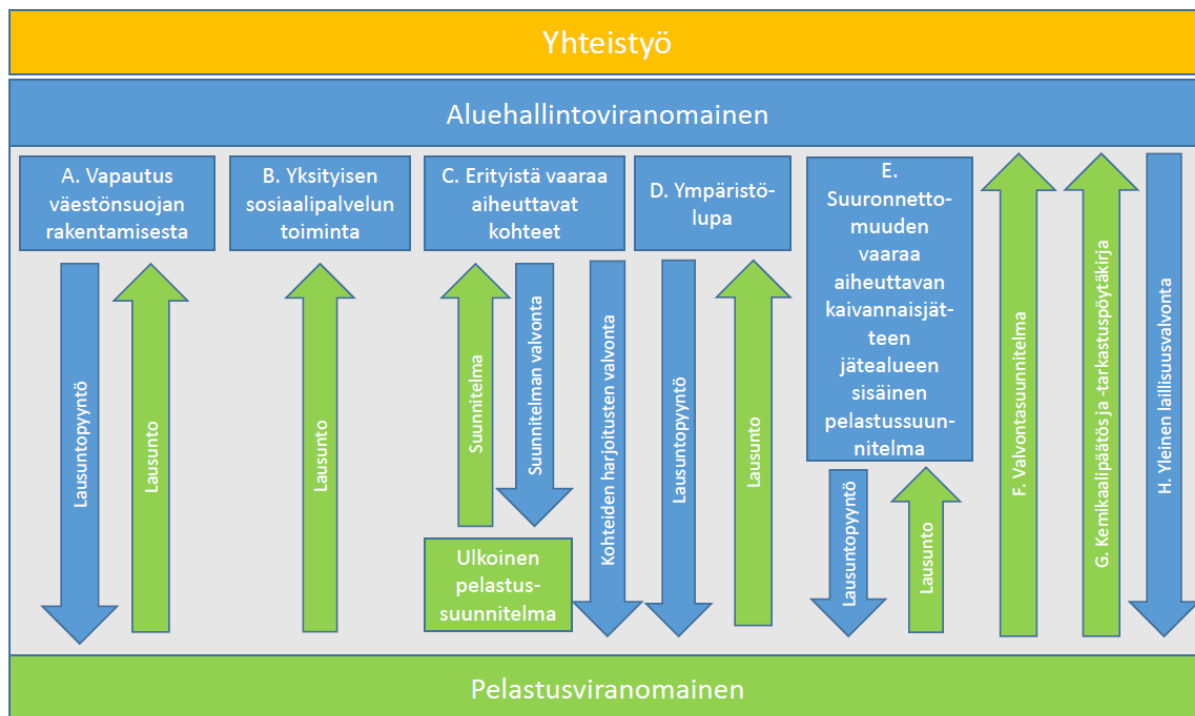 Yhteistyö
Aluehallintoviranomainen
A. Vapautus
väestönsuojan
rakentamisesta
B. Yksityisen
sosiaalipalvelun
toiminta
C. Erityistä vaaraa
aiheuttavat
kohteet
D. Ympäristö-
lupa
E.
Suuronnetto-
muuden
vaaraa
aiheuttavan
kaivannaisjät-
teen
jätealueen
sisäinen
pelastussuun-
nitelma
Lausuntopyyntö
Lausunto
Lausunto
Suunnitelma
Suunnitelman valvonta
Kohteiden harjoitusten valvonta
Lausuntopyyntö
Lausunto
Lausuntopyyntö
Lausunto
F. Valvontasuunnitelma
G. Kemikaalipäätös ja -tarkastuspöytäkirja
H. Yleinen laillisuusvalvonta
Ulkoinen
pelastus-
suunnitelma
Pelastusviranomainen